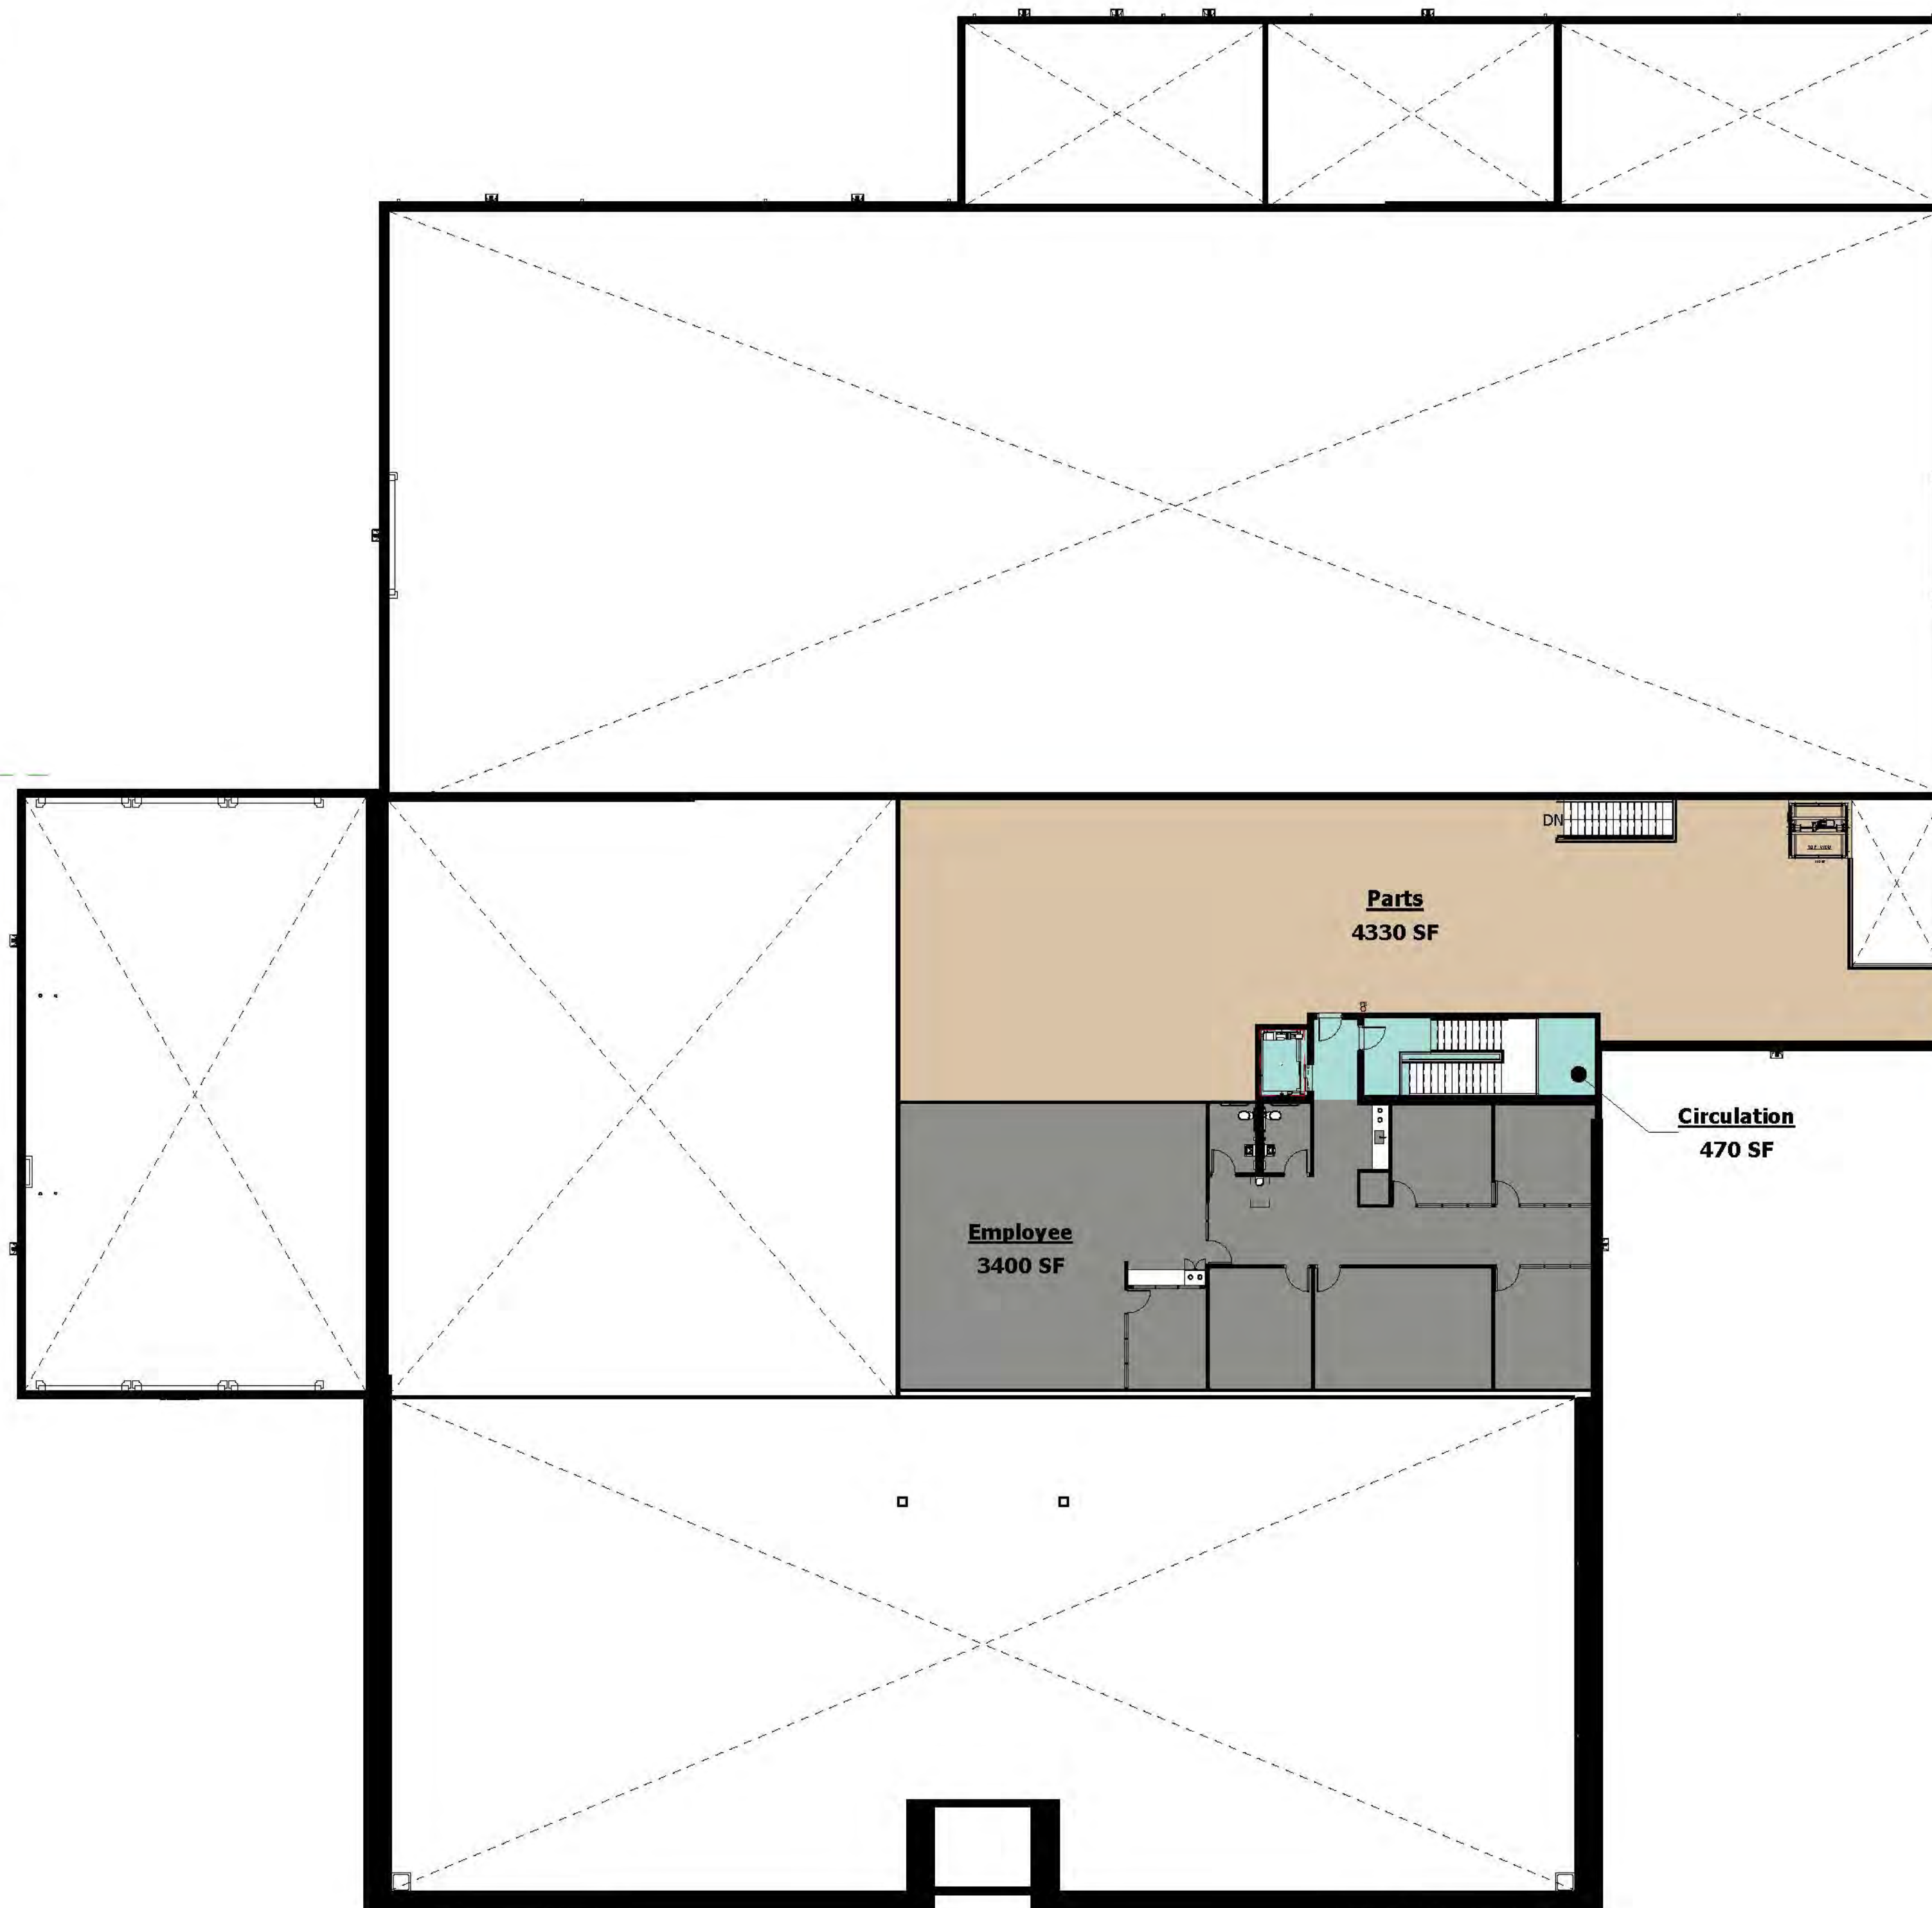 DN
Parts
4330 SF
Circulation
470 SF
Employee
3400 SF